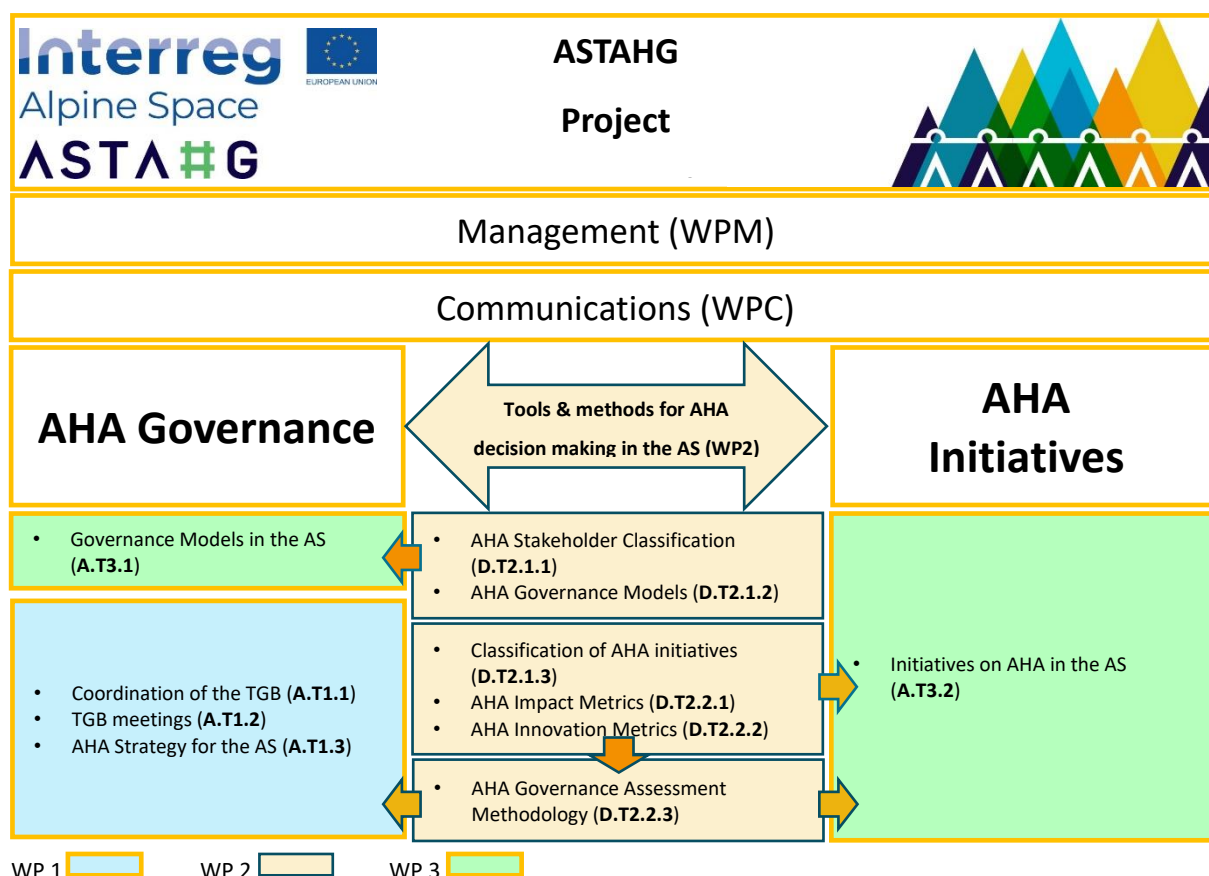 Interreg
EUROPEAN UNION
Alpine Space
ASTAHG
ASTAHG
Project
Management (WPM)
Communications (WPC)
AHA Governance
Tools & methods for AHA
decision making in the AS (WP2)
AHA
Initiatives
• Governance Models in the AS
(A.T3.1)
• AHA Stakeholder Classification
(D.T2.1.1)
• AHA Governance Models (D.T2.1.2)
• Coordination of the TGB (A.T1.1)
• TGB meetings (A.T1.2)
• AHA Strategy for the AS (A.T1.3)
• Classification of AHA initiatives
(D.T2.1.3)
• AHA Impact Metrics (D.T2.2.1)
• AHA Innovation Metrics (D.T2.2.2)
• Initiatives on AHA in the AS
(A.T3.2)
• AHA Governance Assessment
Methodology (D.T2.2.3)
WP 1 WP 2 WP 3